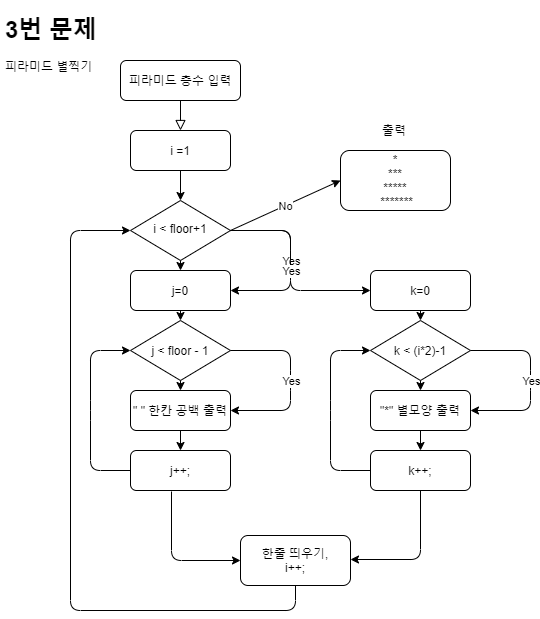 3번 문제
피라미드 별찍기
피라미드 층수 입력
i =1
출력
*
***
*****
*******
i < floor+1
No
Yes
Yes
j=0
k=0
j < floor - 1
k < (i*2)-1
Yes
Yes
" " 한칸 공백 출력
"*" 별모양 출력
j++;
k++;
한줄 띄우기,
i++;